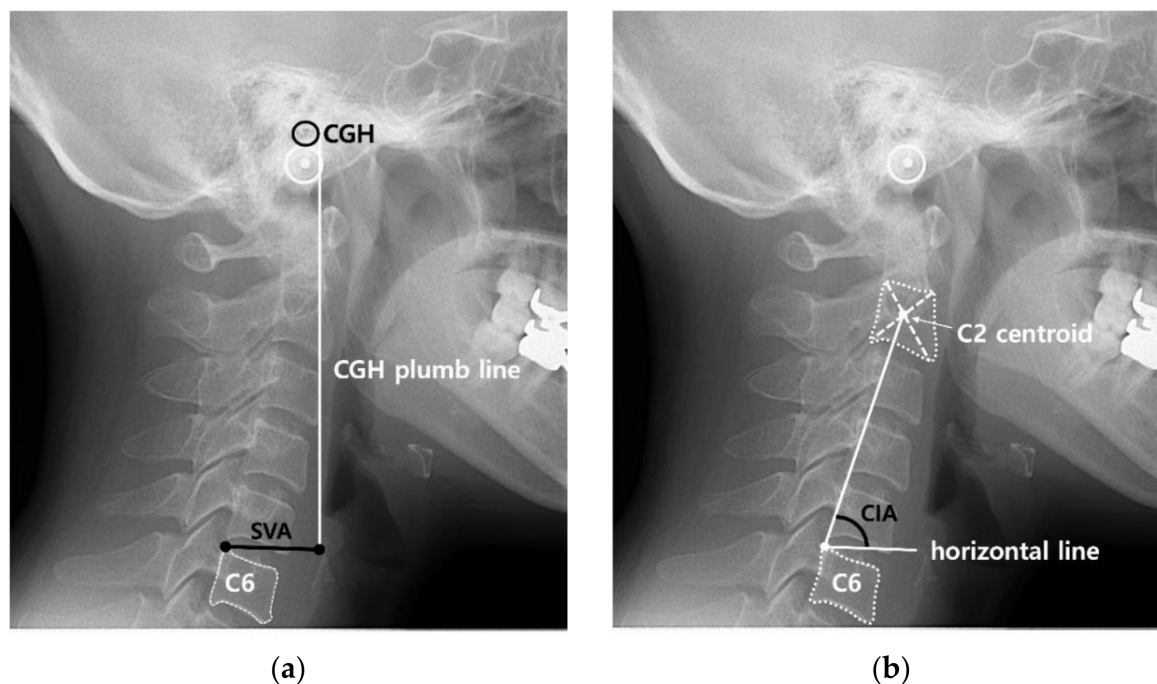 CGH
CGH plumb line
SVA
C6
C2 centroid
CIA
horizontal line
C6
(a)
(b)